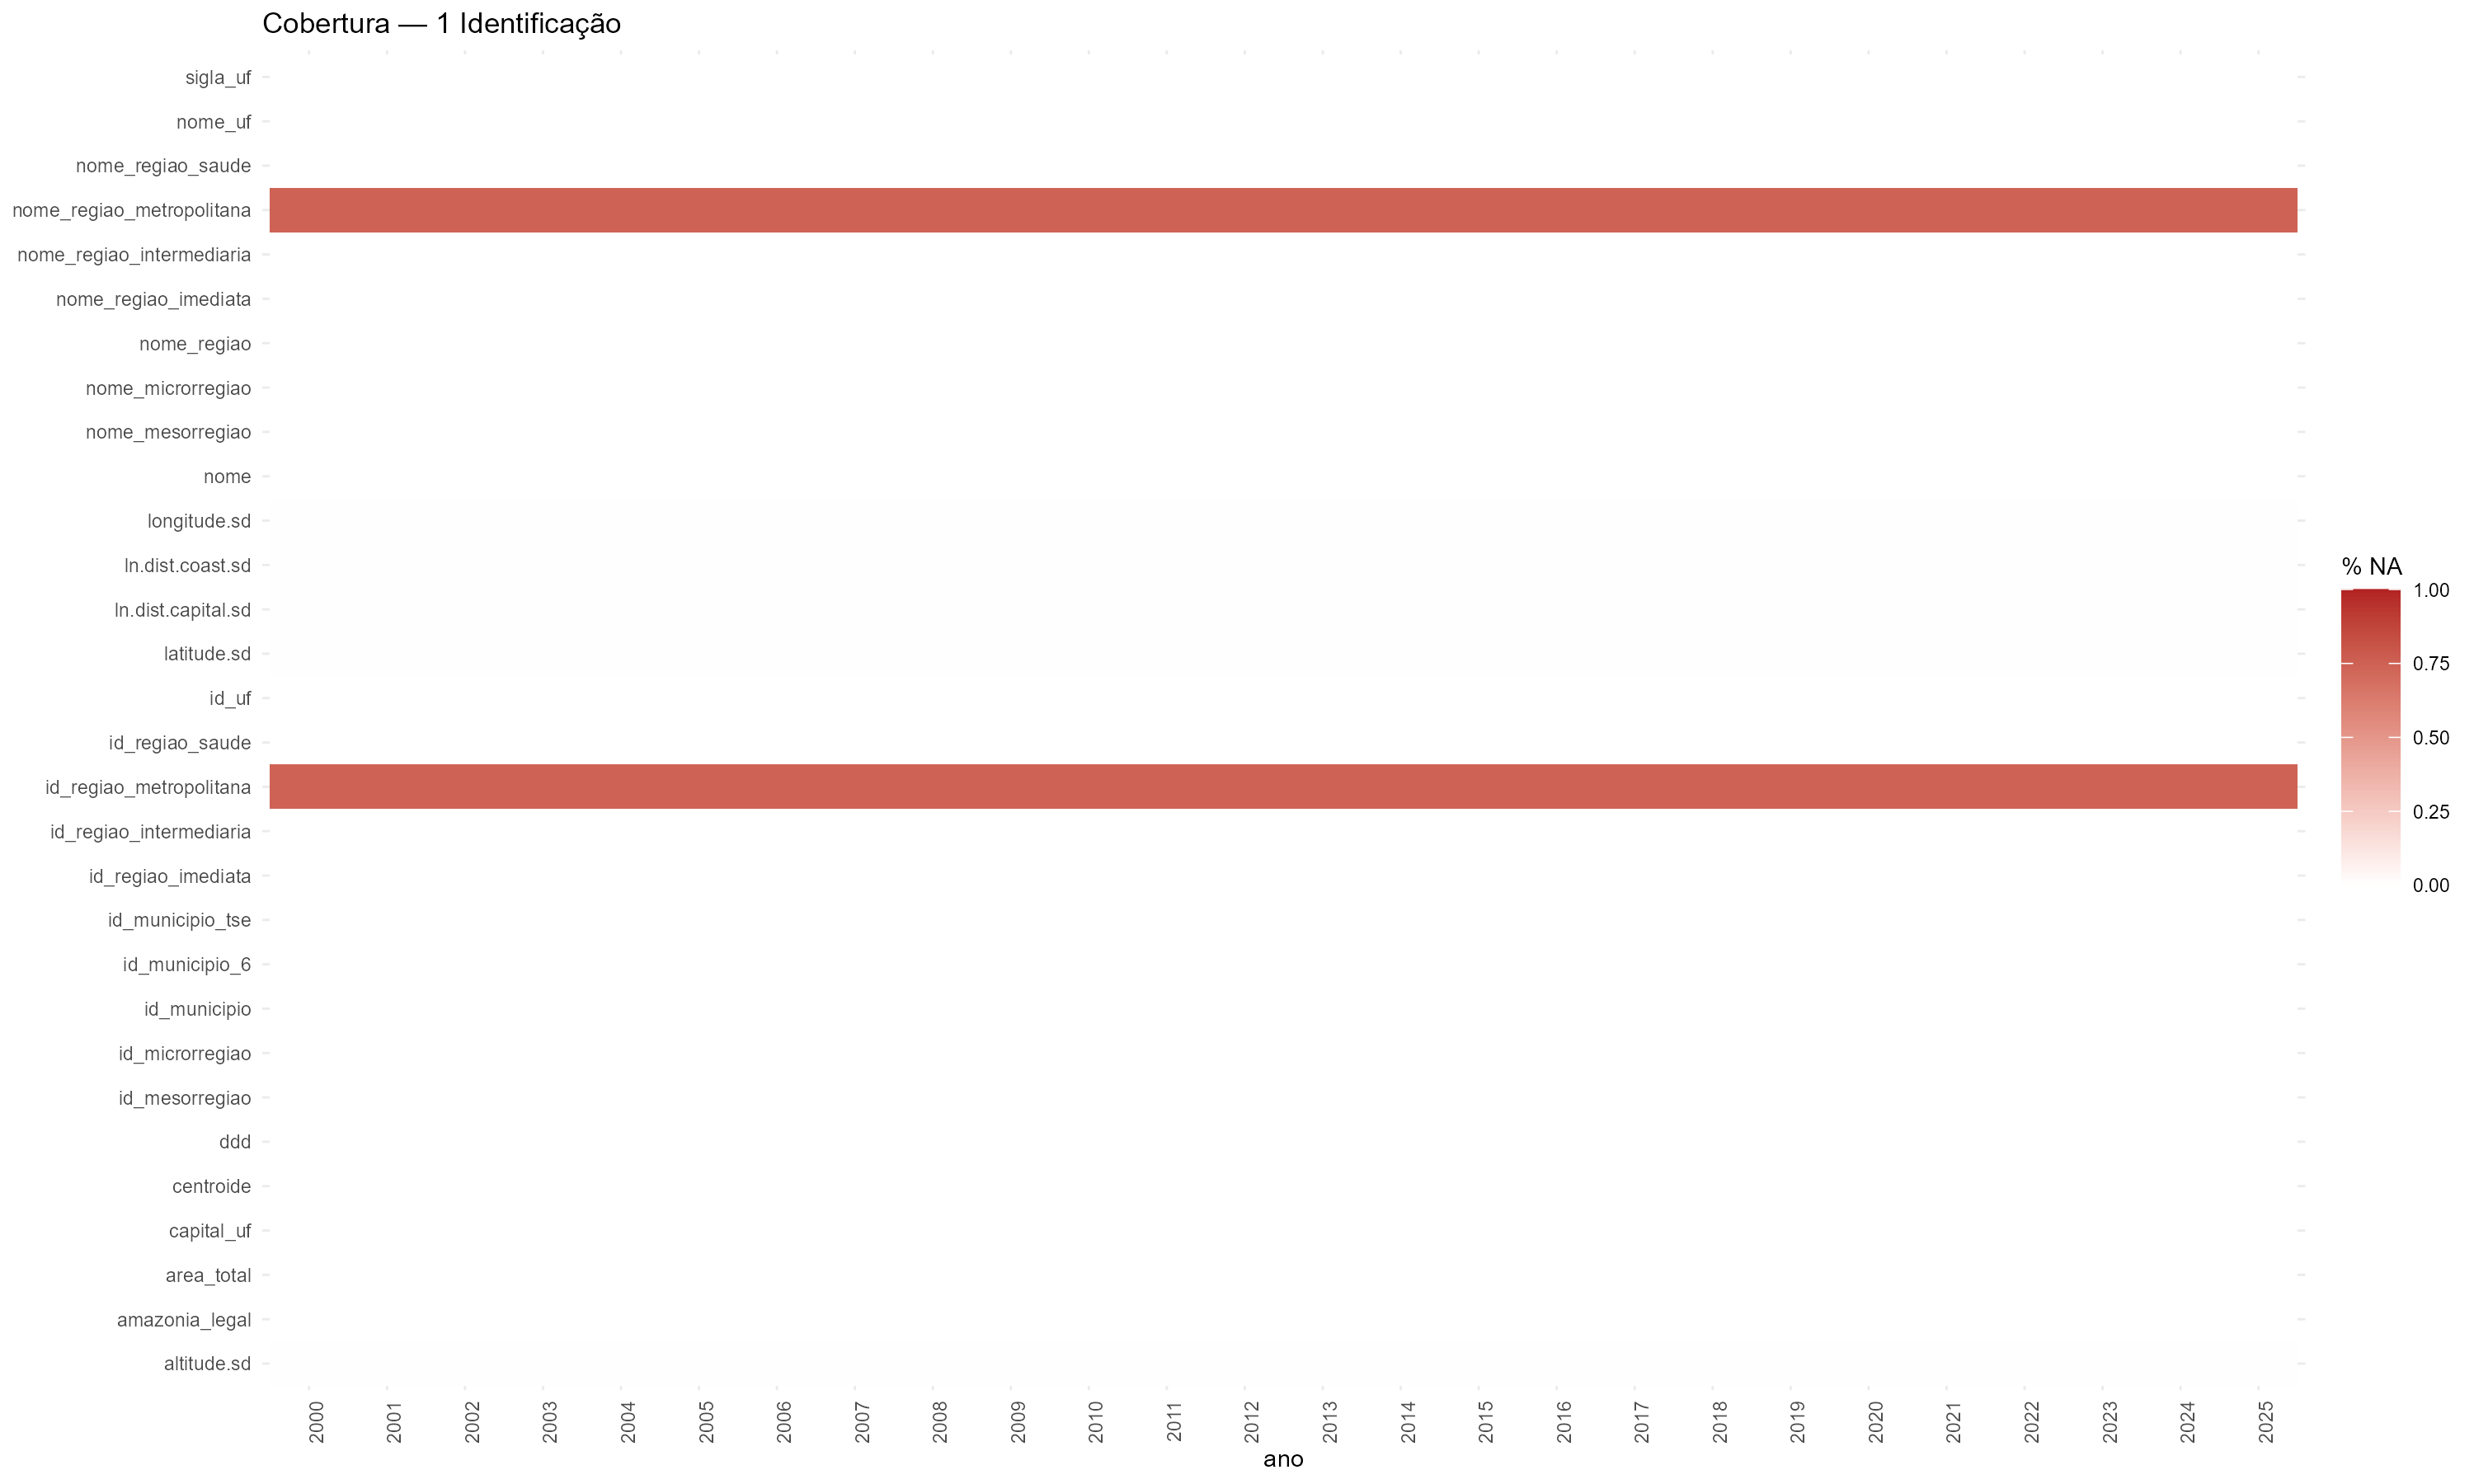 Cobertura — 1 Identificação
sigla_uf
nome_uf
nome_regiao_saude
nome_regiao_metropolitana
nome_regiao_intermediaria
nome_regiao_imediata
nome_regiao
nome_microrregiao
nome_mesorregiao
nome
longitude.sd
ln.dist.coast.sd
ln.dist.capital.sd
latitude.sd
id_uf
id_regiao_saude
id_regiao_metropolitana
id_regiao_intermediaria
id_regiao_imediata
id_municipio_tse
id_municipio_6
id_municipio
id_microrregiao
id_mesorregiao
ddd
centroide
capital_uf
area_total
amazonia_legal
altitude.sd
2000
2001
2002
2003
2004
2005
2006
2007
2008
2009
2010
2011
2012
2013
2014
2015
2016
2017
2018
2019
2020
2021
2022
2023
2024
2025
ano
% NA
1.00
0.75
0.50
0.25
0.00